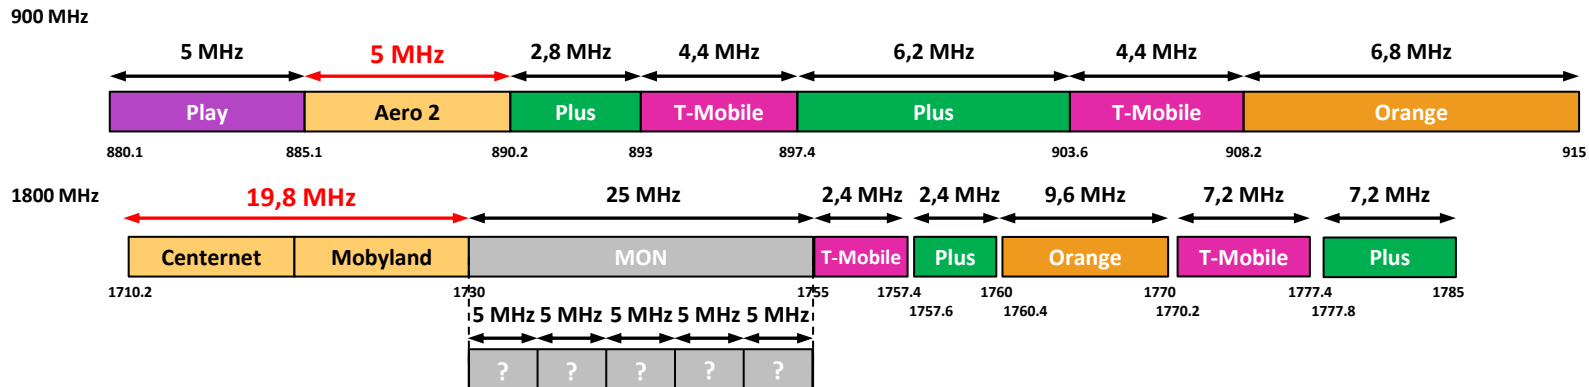 900 MHz
5 MHz 5 MHz 2,8 MHz 4,4 MHz 6,2 MHz 4,4 MHz 6,8 MHz
Play Aero 2 Plus T-Mobile Plus T-Mobile Orange
880.1 885.1 890.2 893 897.4 903.6 908.2 915
1800 MHz 19,8 MHz 25 MHz 2,4 MHz 2,4 MHz 9,6 MHz 7,2 MHz 7,2 MHz
Centernet Mobyland MON T-Mobile Plus Orange T-Mobile Plus
1710.2 1730 1755 1757.4 1760 1770 1777.4 1785
1757.6 1760.4 1770.2 1777.8
5 MHz 5 MHz 5 MHz 5 MHz 5 MHz
? ? ? ? ?